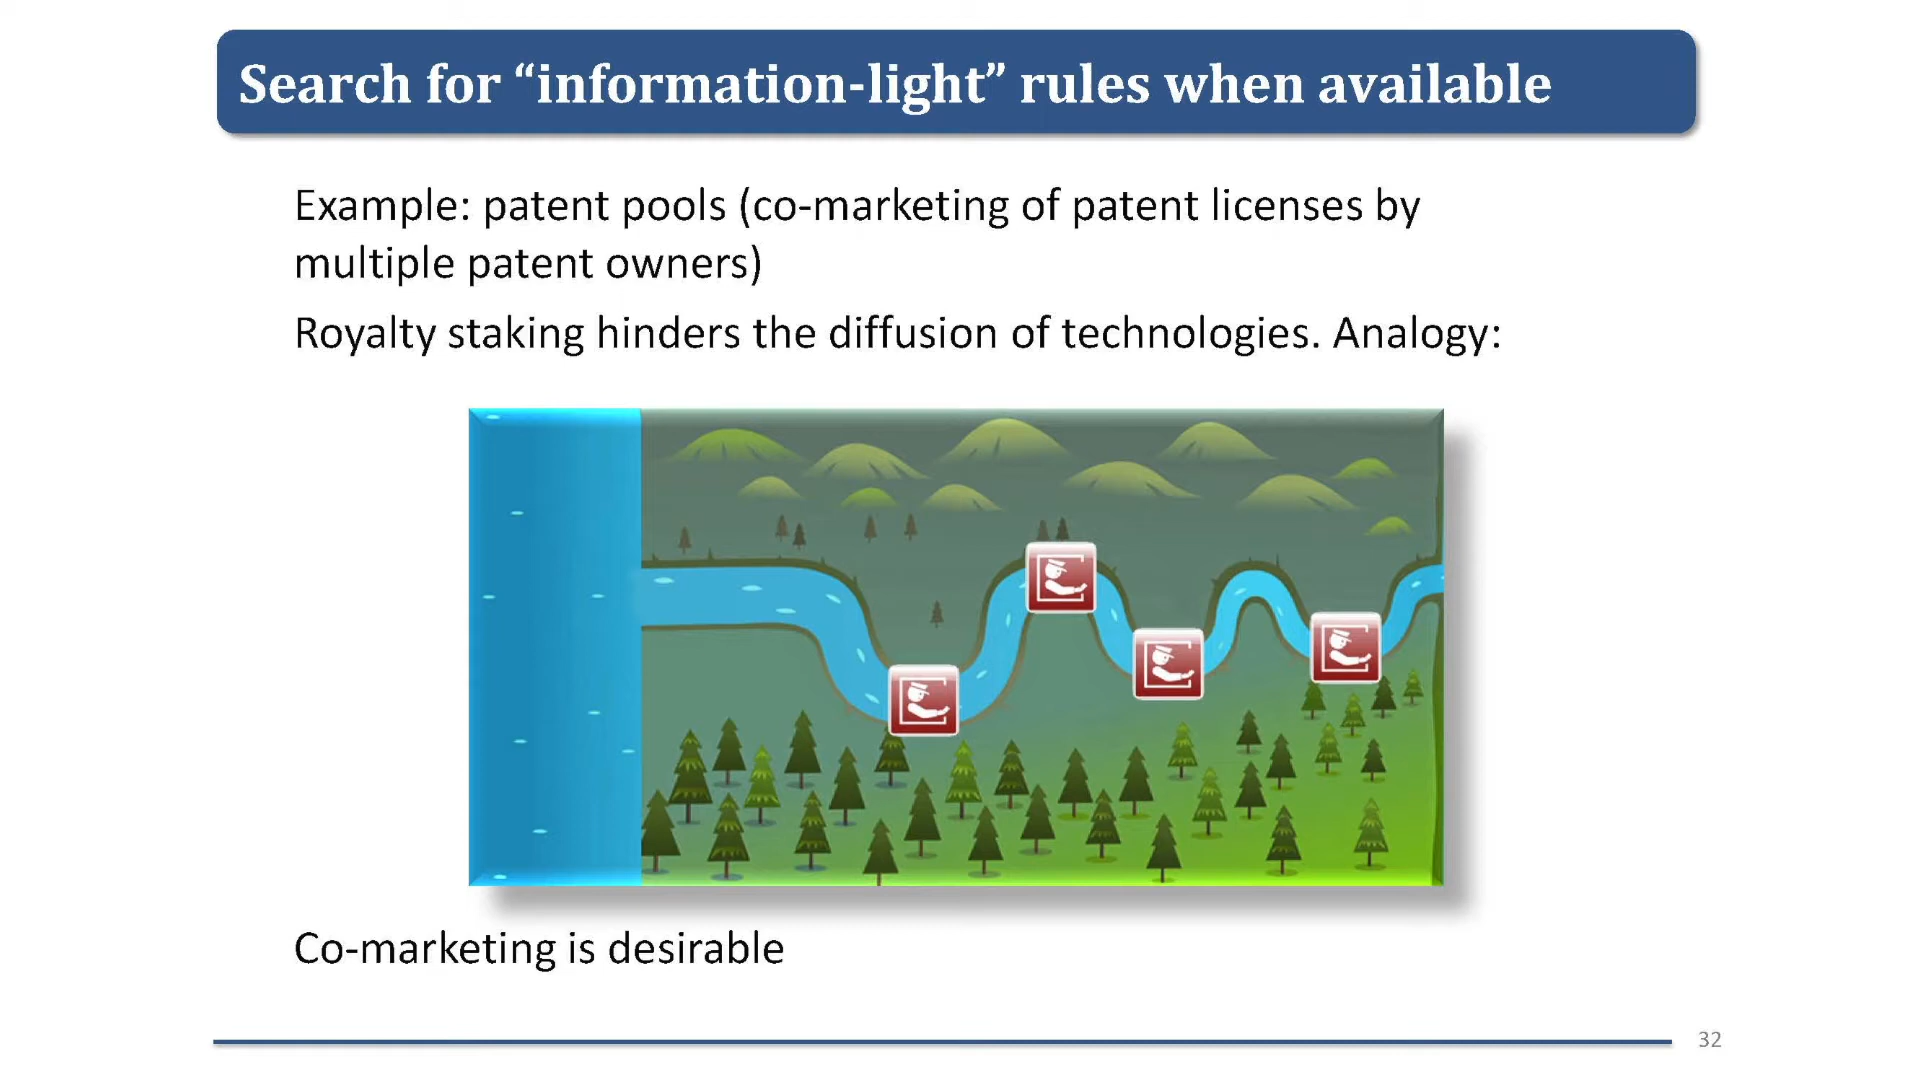 Search for “information-light” rules when available
Example: patent pools (co-marketing of patent licenses by
multiple patent owners)
Royalty staking hinders the diffusion of technologies. Analogy:
Co-marketing is desirable
32